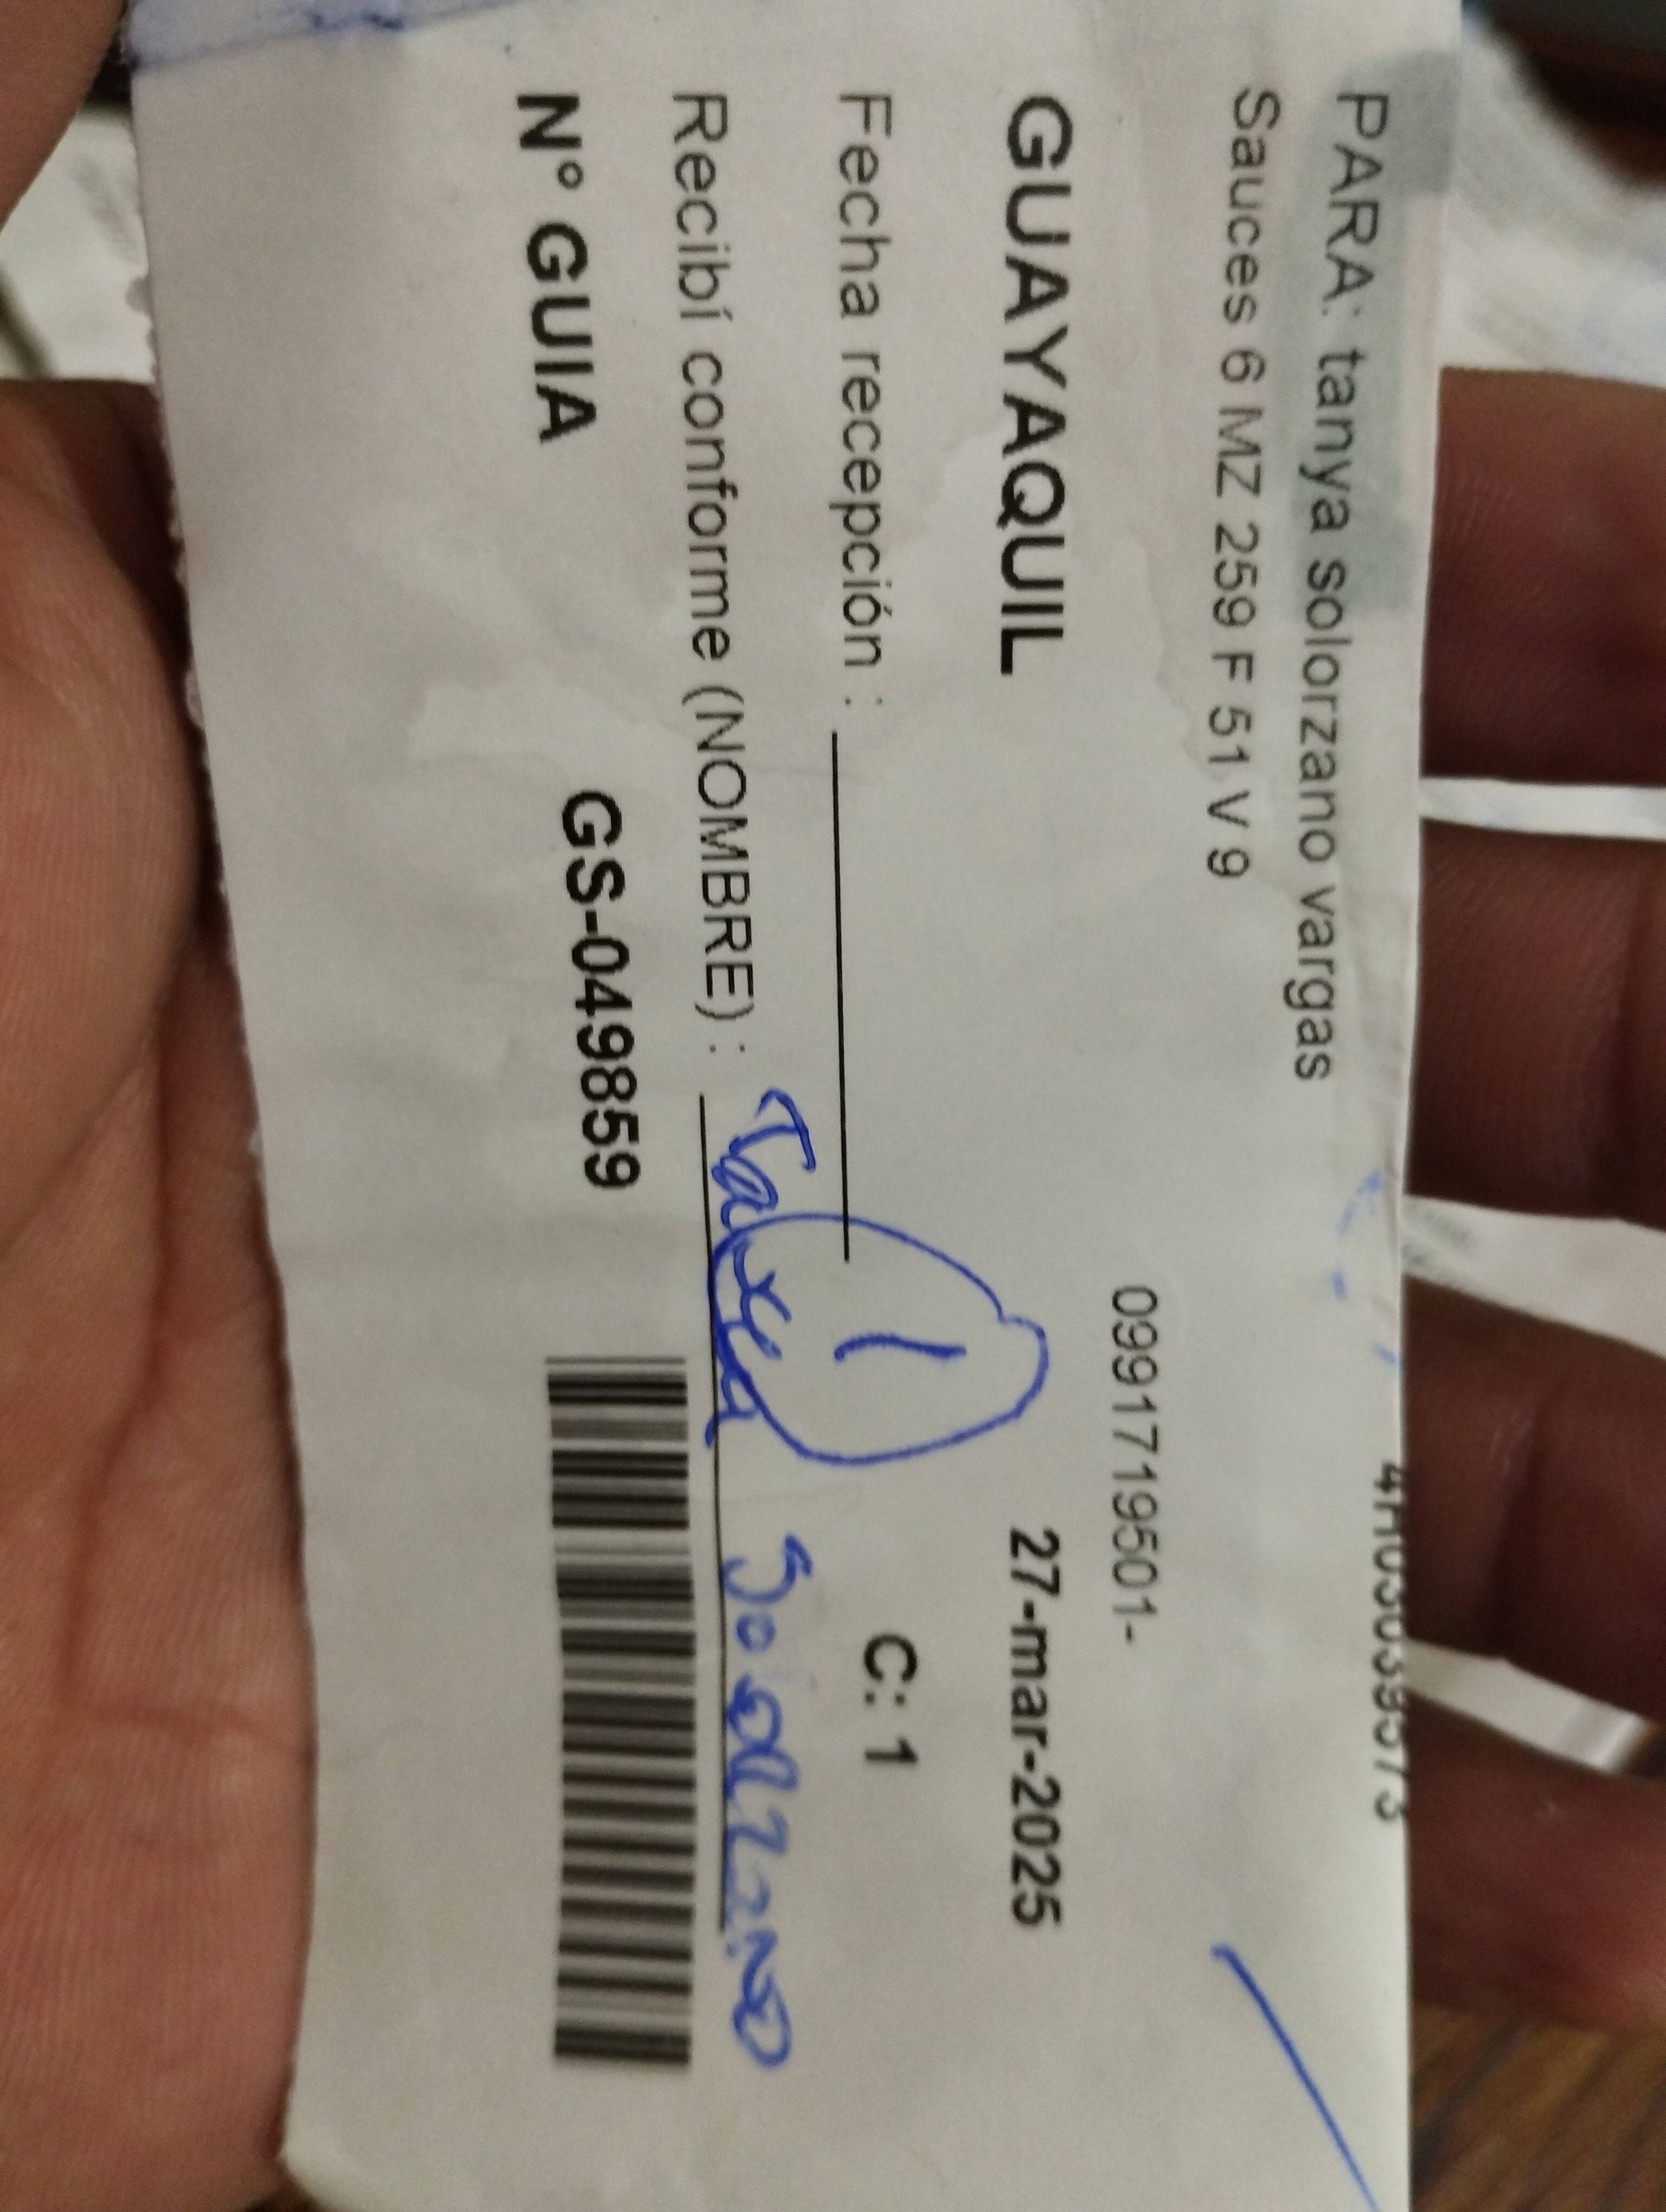 PARA: tanya solorzano vargas
Sauces 6 MZ 259 F 51 V 9
0991719501-
GUAYAQUIL 27-mar-2025
Fecha recepción : C: 1
Recibí conforme (NOMBRE) :
N° GUIA GS-049859